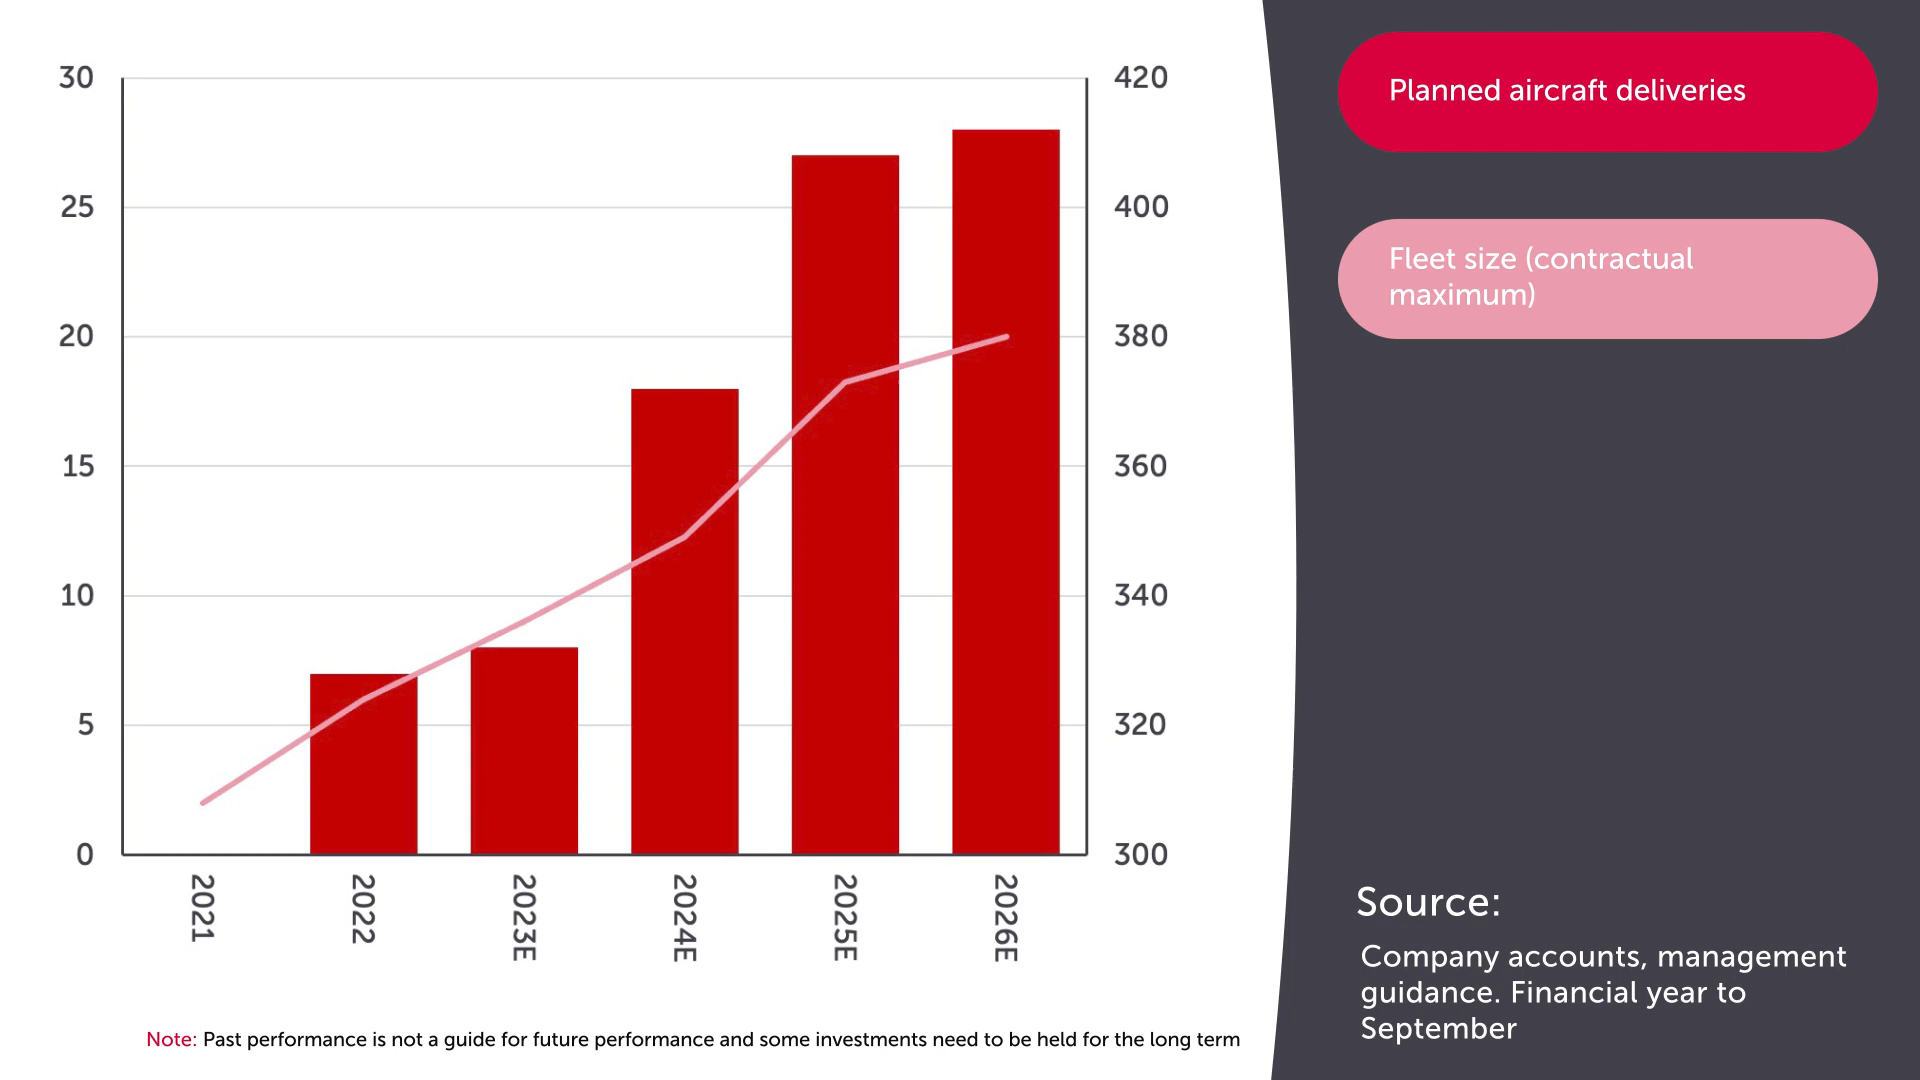 30
25
20
15
10
5
0
420
400
380
360
340
320
300
2021
2022
2023E
2024E
2025E
2026E
Note: Past performance is not a guide for future performance and some investments need to be held for the long term
Planned aircraft deliveries
Fleet size (contractual
maximum)
Source:
Company accounts, management
guidance. Financial year to
September